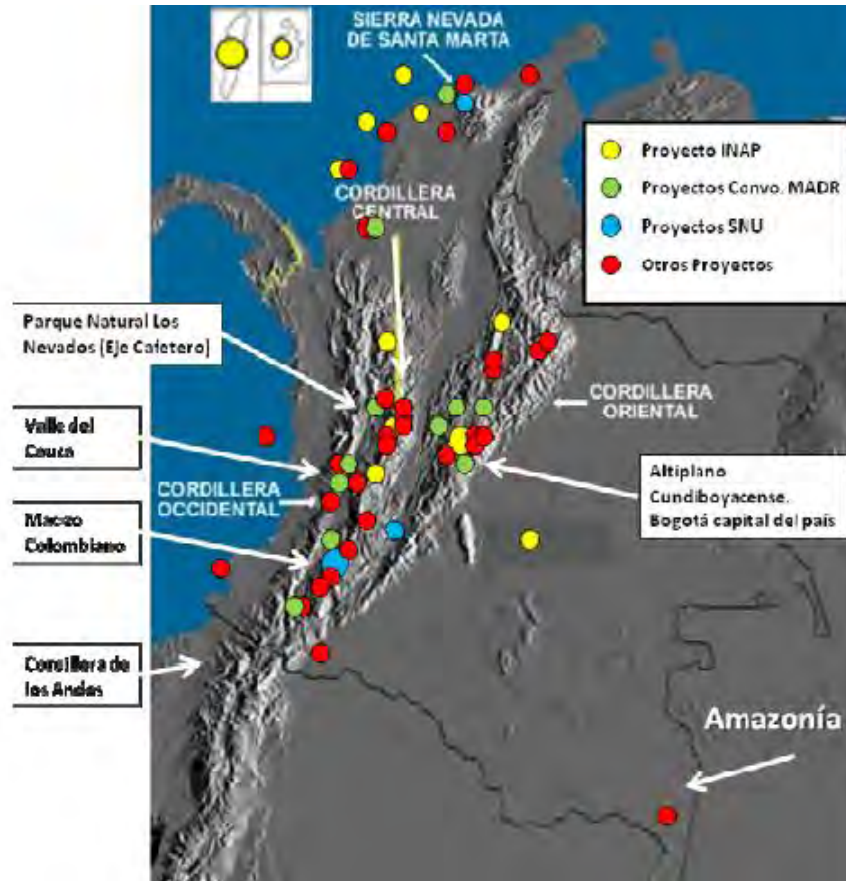 SIERRA NEVADA
DE SANTA MARTA
Proyecto INAP
Proyectos Convo. MADR
Proyectos SNU
Otros Proyectos
CORDILLERA
CENTRAL
Parque Natural Los
Nevados (Eje Cafetero)
CORDILLERA
ORIENTAL
Valle del
Cauca
Altiplano
Cundiboyacense.
Bogotá capital del país
CORDILLERA
OCCIDENTAL
Macizo
Colombiano
Cordillera de
los Andes
Amazonía